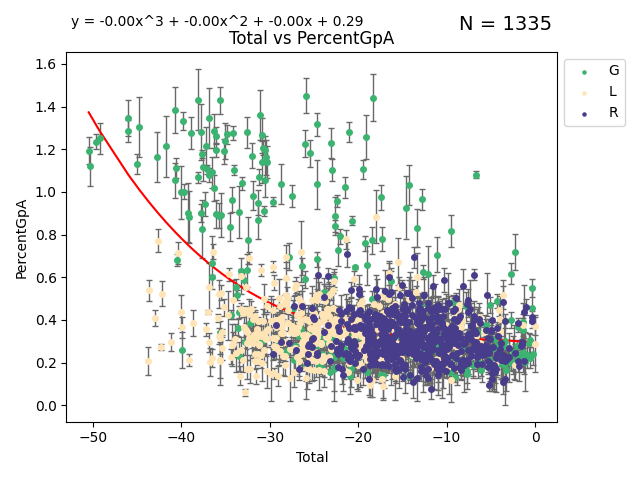 y = -0.00x^3 + -0.00x^2 + -0.00x + 0.29
N = 1335
Total vs PercentGpA
1.6
1.4
1.2
1.0
0.8
0.6
0.4
0.2
0.0
PercentGpA
−50
−40
−30
−20
−10
0
Total
G
L
R